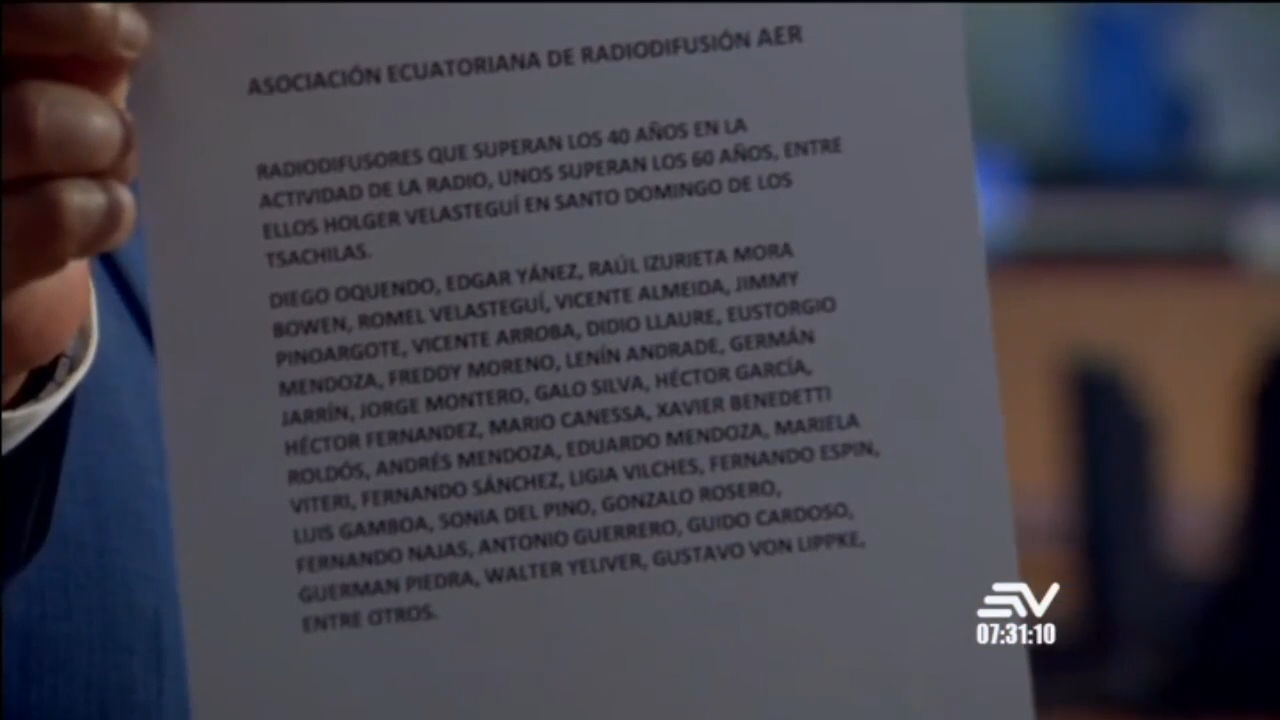 ASOCIACIÓN ECUATORIANA DE RADIODIFUSIÓN AER
RADIODIFUSORES QUE SUPERAN LOS 40 AÑOS EN LA
ACTIVIDAD DE LA RADIO, UNOS SUPERAN LOS 60 AÑOS, ENTRE
ELLOS HOLGER VELASTEGUÍ EN SANTO DOMINGO DE LOS
TSACHILAS.
DIEGO OQUENDO, EDGAR YÁNEZ, RAÚL IZURIETA MORA
BOWEN, ROMEL VELASTEGUÍ, VICENTE ALMEIDA, JIMMY
PINOARGOTE, VICENTE ARROBA, DIDIO LLAURE, EUSTORGIO
MENDOZA, FREDDY MORENO, LENÍN ANDRADE, GERMÁN
JARRÍN, JORGE MONTERO, GALO SILVA, HÉCTOR GARCÍA,
HÉCTOR FERNANDEZ, MARIO CANESSA, XAVIER BENEDETTI
ROLDÓS, ANDRÉS MENDOZA, EDUARDO MENDOZA, MARIELA
VITERI, FERNANDO SÁNCHEZ, LIGIA VILCHES, FERNANDO ESPIN,
LUIS GAMBOA, SONIA DEL PINO, GONZALO ROSERO,
FERNANDO NAJAS, ANTONIO GUERRERO, GUIDO CARDOSO,
GUERMAN PIEDRA, WALTER YELIVER, GUSTAVO VON LIPPKE,
ENTRE OTROS.
07:31:10